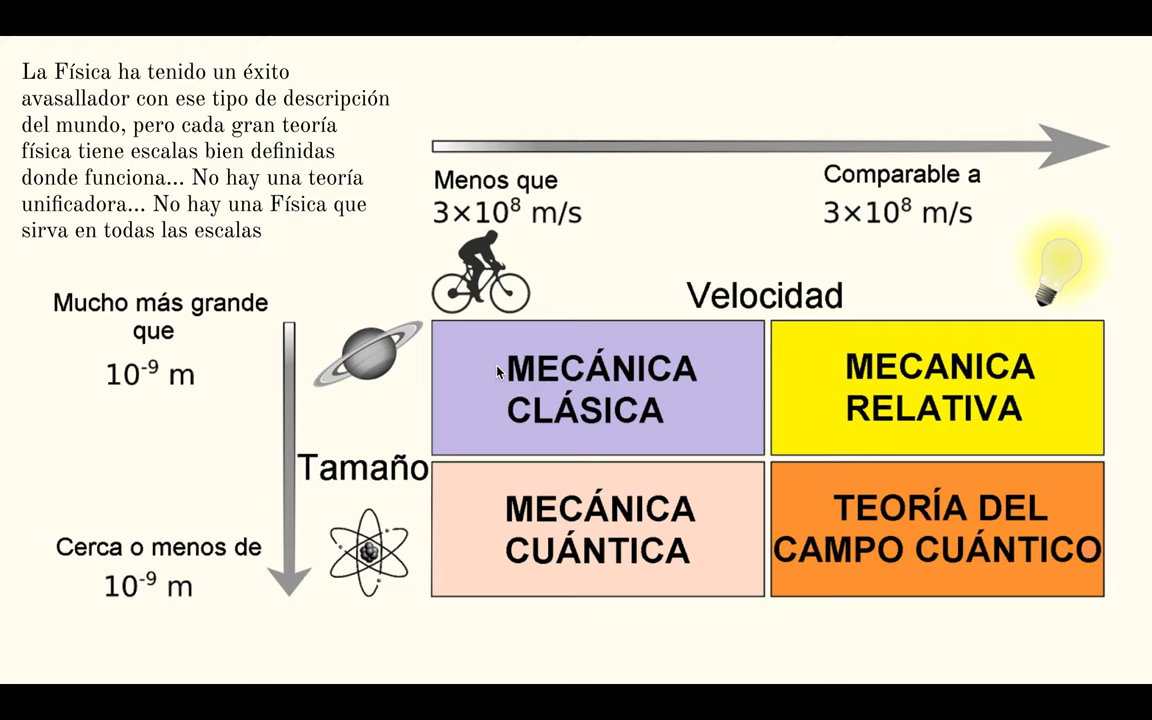 La Física ha tenido un éxito
avasallador con ese tipo de descripción
del mundo, pero cada gran teoría
física tiene escalas bien definidas
donde funciona... No hay una teoría
unificadora... No hay una Física que
sirva en todas las escalas
Menos que
3×10⁸ m/s
Comparable a
3×10⁸ m/s
Velocidad
Mucho más grande
que
10⁻⁹ m
Tamaño
Cerca o menos de
10⁻⁹ m
MECÁNICA
CLÁSICA
MECANICA
RELATIVA
MECÁNICA
CUÁNTICA
TEORÍA DEL
CAMPO CUÁNTICO